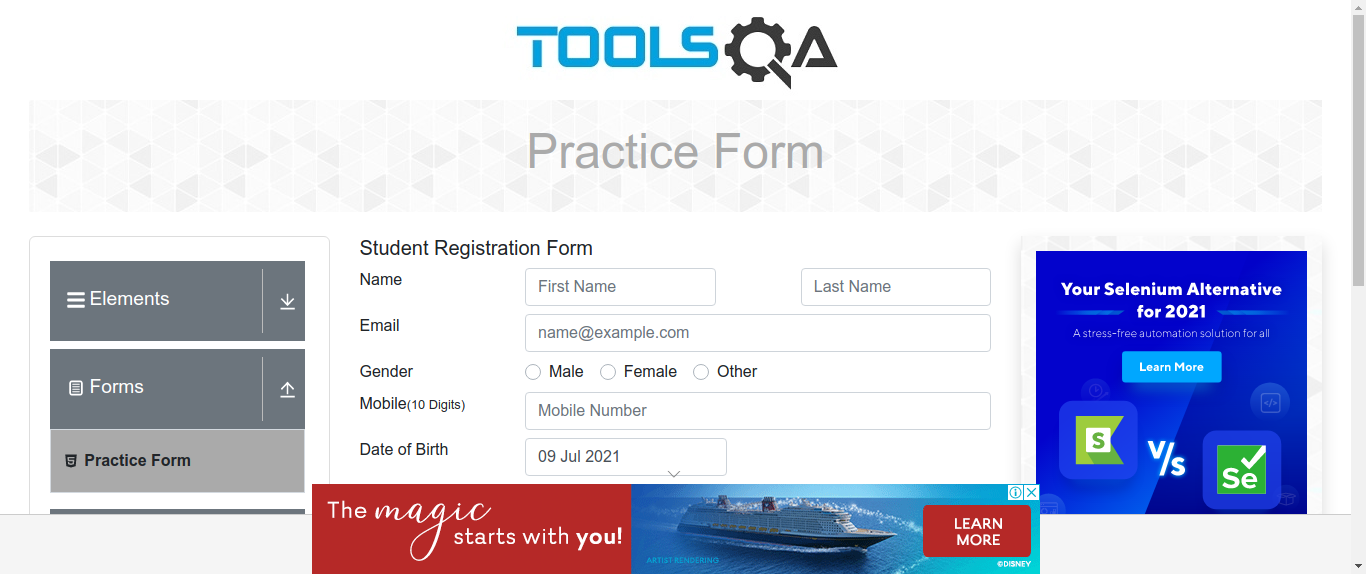 TOOLSQA
Practice Form
Elements
Forms
Practice Form
Student Registration Form
Name
First Name
Last Name
Email
name@example.com
Gender
Male
Female
Other
Mobile(10 Digits)
Mobile Number
Date of Birth
09 Jul 2021
Your Selenium Alternative
for 2021
A stress-free automation solution for all
Learn More
S
V/s
Se
The magic
starts with you!
ARTIST RENDERING
LEARN
MORE
©DISNEY